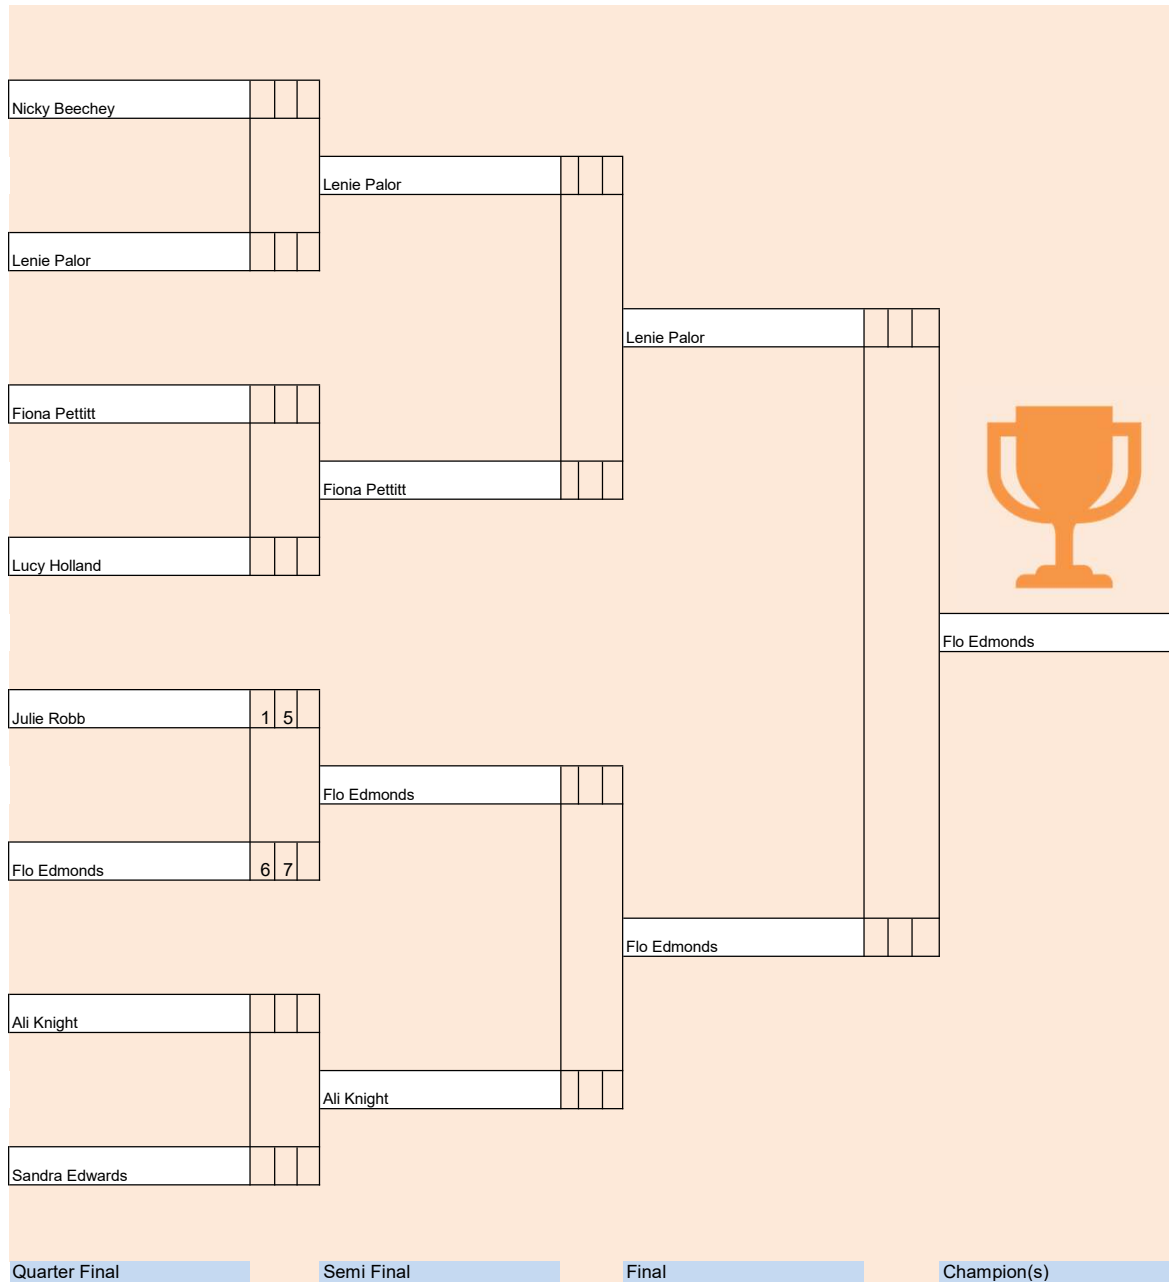 Nicky Beechey
Lenie Palor
Lenie Palor
Lenie Palor
Fiona Pettitt
Fiona Pettitt
Lucy Holland
Flo Edmonds
Julie Robb 1 5
Flo Edmonds
Flo Edmonds 6 7
Flo Edmonds
Ali Knight
Ali Knight
Sandra Edwards
Quarter Final Semi Final Final Champion(s)